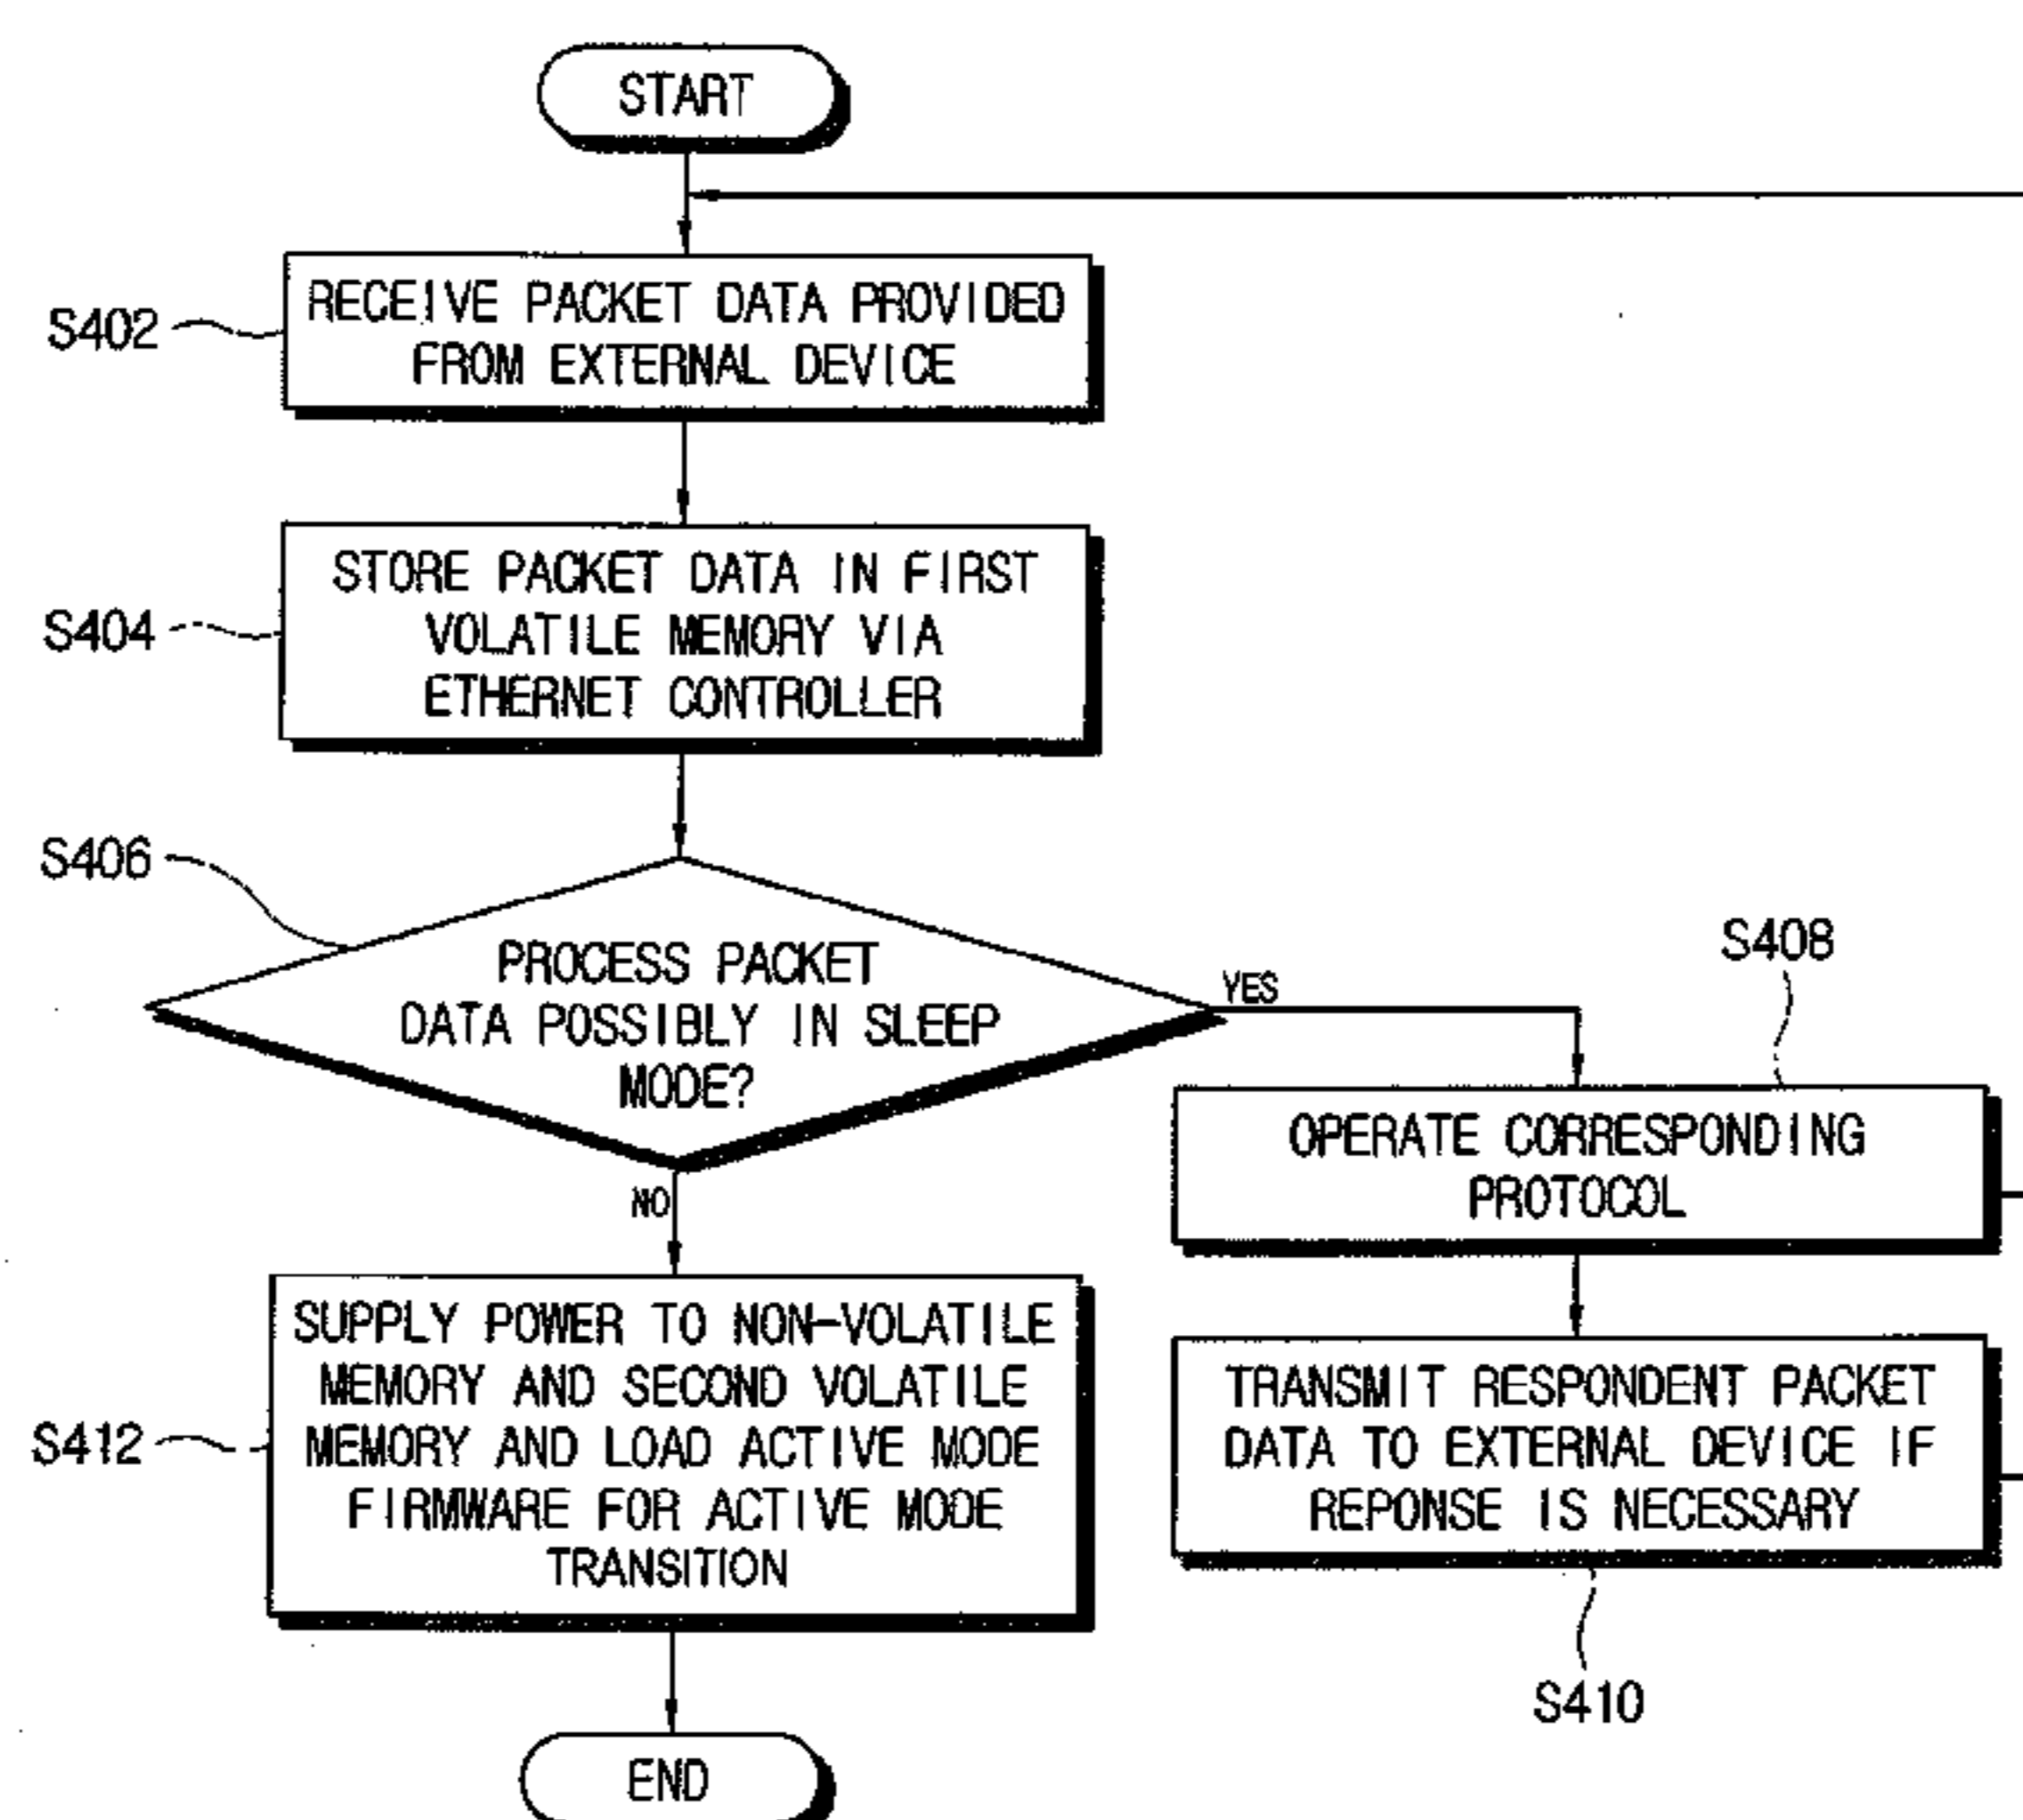 START
S402
RECEIVE PACKET DATA PROVIDED
FROM EXTERNAL DEVICE
S404
STORE PACKET DATA IN FIRST
VOLATILE MEMORY VIA
ETHERNET CONTROLLER
S406
PROCESS PACKET
DATA POSSIBLY IN SLEEP
MODE?
YES
NO
S408
OPERATE CORRESPONDING
PROTOCOL
TRANSMIT RESPONDENT PACKET
DATA TO EXTERNAL DEVICE IF
REPONSE IS NECESSARY
S410
S412
SUPPLY POWER TO NON-VOLATILE
MEMORY AND SECOND VOLATILE
MEMORY AND LOAD ACTIVE MODE
FIRMWARE FOR ACTIVE MODE
TRANSITION
END